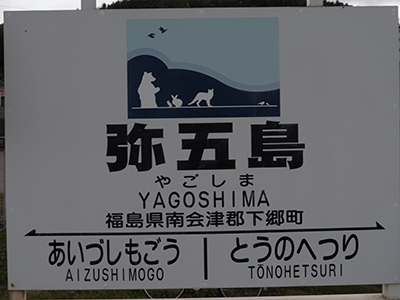 弥五島
やごしま
YAGOSHIMA
福島県南会津郡下郷町
あいづしもごう
とうのへつり
AIZUSHIMOGO
TŌNOHETSURI